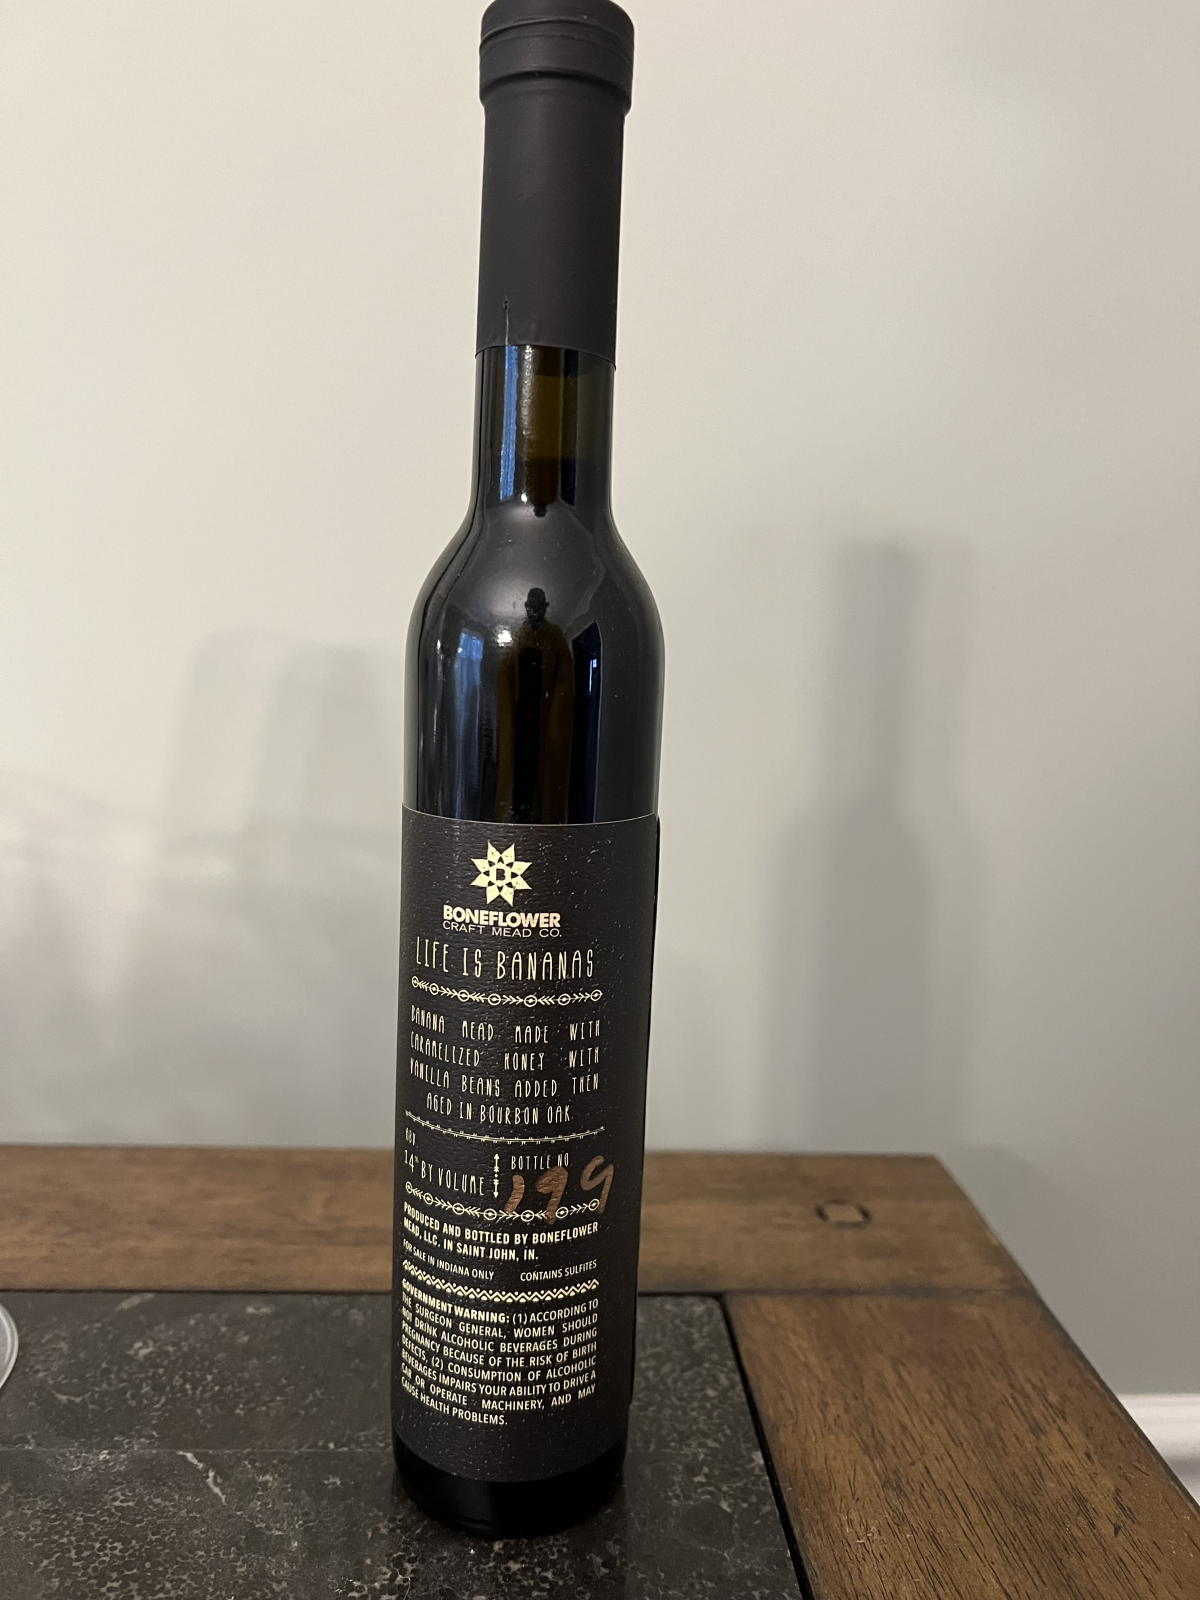 B
BONEFLOWER
CRAFT MEAD CO.
LIFE IS BANANAS
BANANA MEAD MADE WITH
CARAMELIZED HONEY WITH
VANILLA BEANS ADDED THEN
AGED IN BOURBON OAK
ABV
14% BY VOLUME
BOTTLE NO
199
PRODUCED AND BOTTLED BY BONEFLOWER
MEAD, LLC. IN SAINT JOHN, IN.
FOR SALE IN INDIANA ONLY CONTAINS SULFITES
GOVERNMENT WARNING: (1) ACCORDING TO
THE SURGEON GENERAL, WOMEN SHOULD
NOT DRINK ALCOHOLIC BEVERAGES DURING
PREGNANCY BECAUSE OF THE RISK OF BIRTH
DEFECTS. (2) CONSUMPTION OF ALCOHOLIC
BEVERAGES IMPAIRS YOUR ABILITY TO DRIVE A
CAR OR OPERATE MACHINERY, AND MAY
CAUSE HEALTH PROBLEMS.